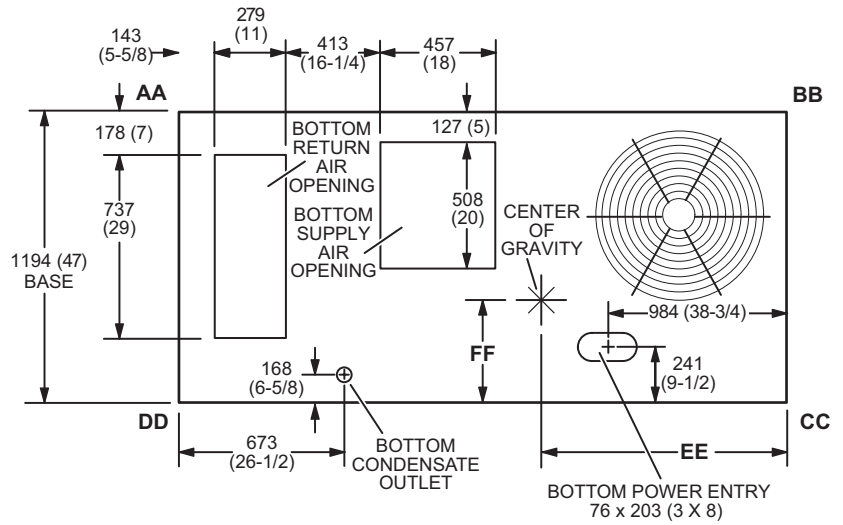 279
(11)
143
(5-5/8)
413
(16-1/4)
457
(18)
AA
BB
178 (7)
BOTTOM
RETURN
AIR
OPENING
127 (5)
737
(29)
508
(20)
BOTTOM
SUPPLY
AIR
OPENING
CENTER
OF
GRAVITY
1194 (47)
BASE
984 (38-3/4)
FF
168
(6-5/8)
241
(9-1/2)
DD
CC
673
(26-1/2)
BOTTOM
CONDENSATE
OUTLET
EE
BOTTOM POWER ENTRY
76 x 203 (3 X 8)